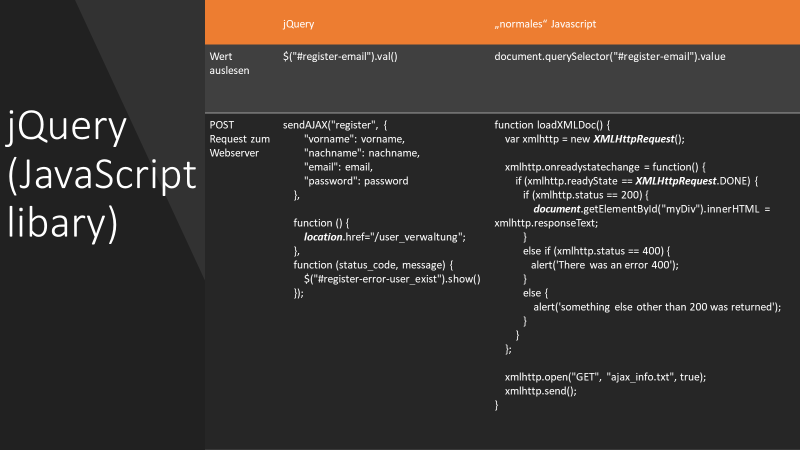 jQuery
(JavaScript
libary)
jQuery
„normales“ Javascript
Wert
auslesen
$("#register-email").val()
document.querySelector("#register-email").value
POST
Request zum
Webserver
sendAJAX("register", {
"vorname": vorname,
"nachname": nachname,
"email": email,
"password": password
},
function () {
location.href="/user_verwaltung";
},
function (status_code, message) {
$("#register-error-user_exist").show()
});
function loadXMLDoc() {
var xmlhttp = new XMLHttpRequest();
xmlhttp.onreadystatechange = function() {
if (xmlhttp.readyState == XMLHttpRequest.DONE) {
if (xmlhttp.status == 200) {
document.getElementById("myDiv").innerHTML =
xmlhttp.responseText;
}
else if (xmlhttp.status == 400) {
alert('There was an error 400');
}
else {
alert('something else other than 200 was returned');
}
}
};
xmlhttp.open("GET", "ajax_info.txt", true);
xmlhttp.send();
}